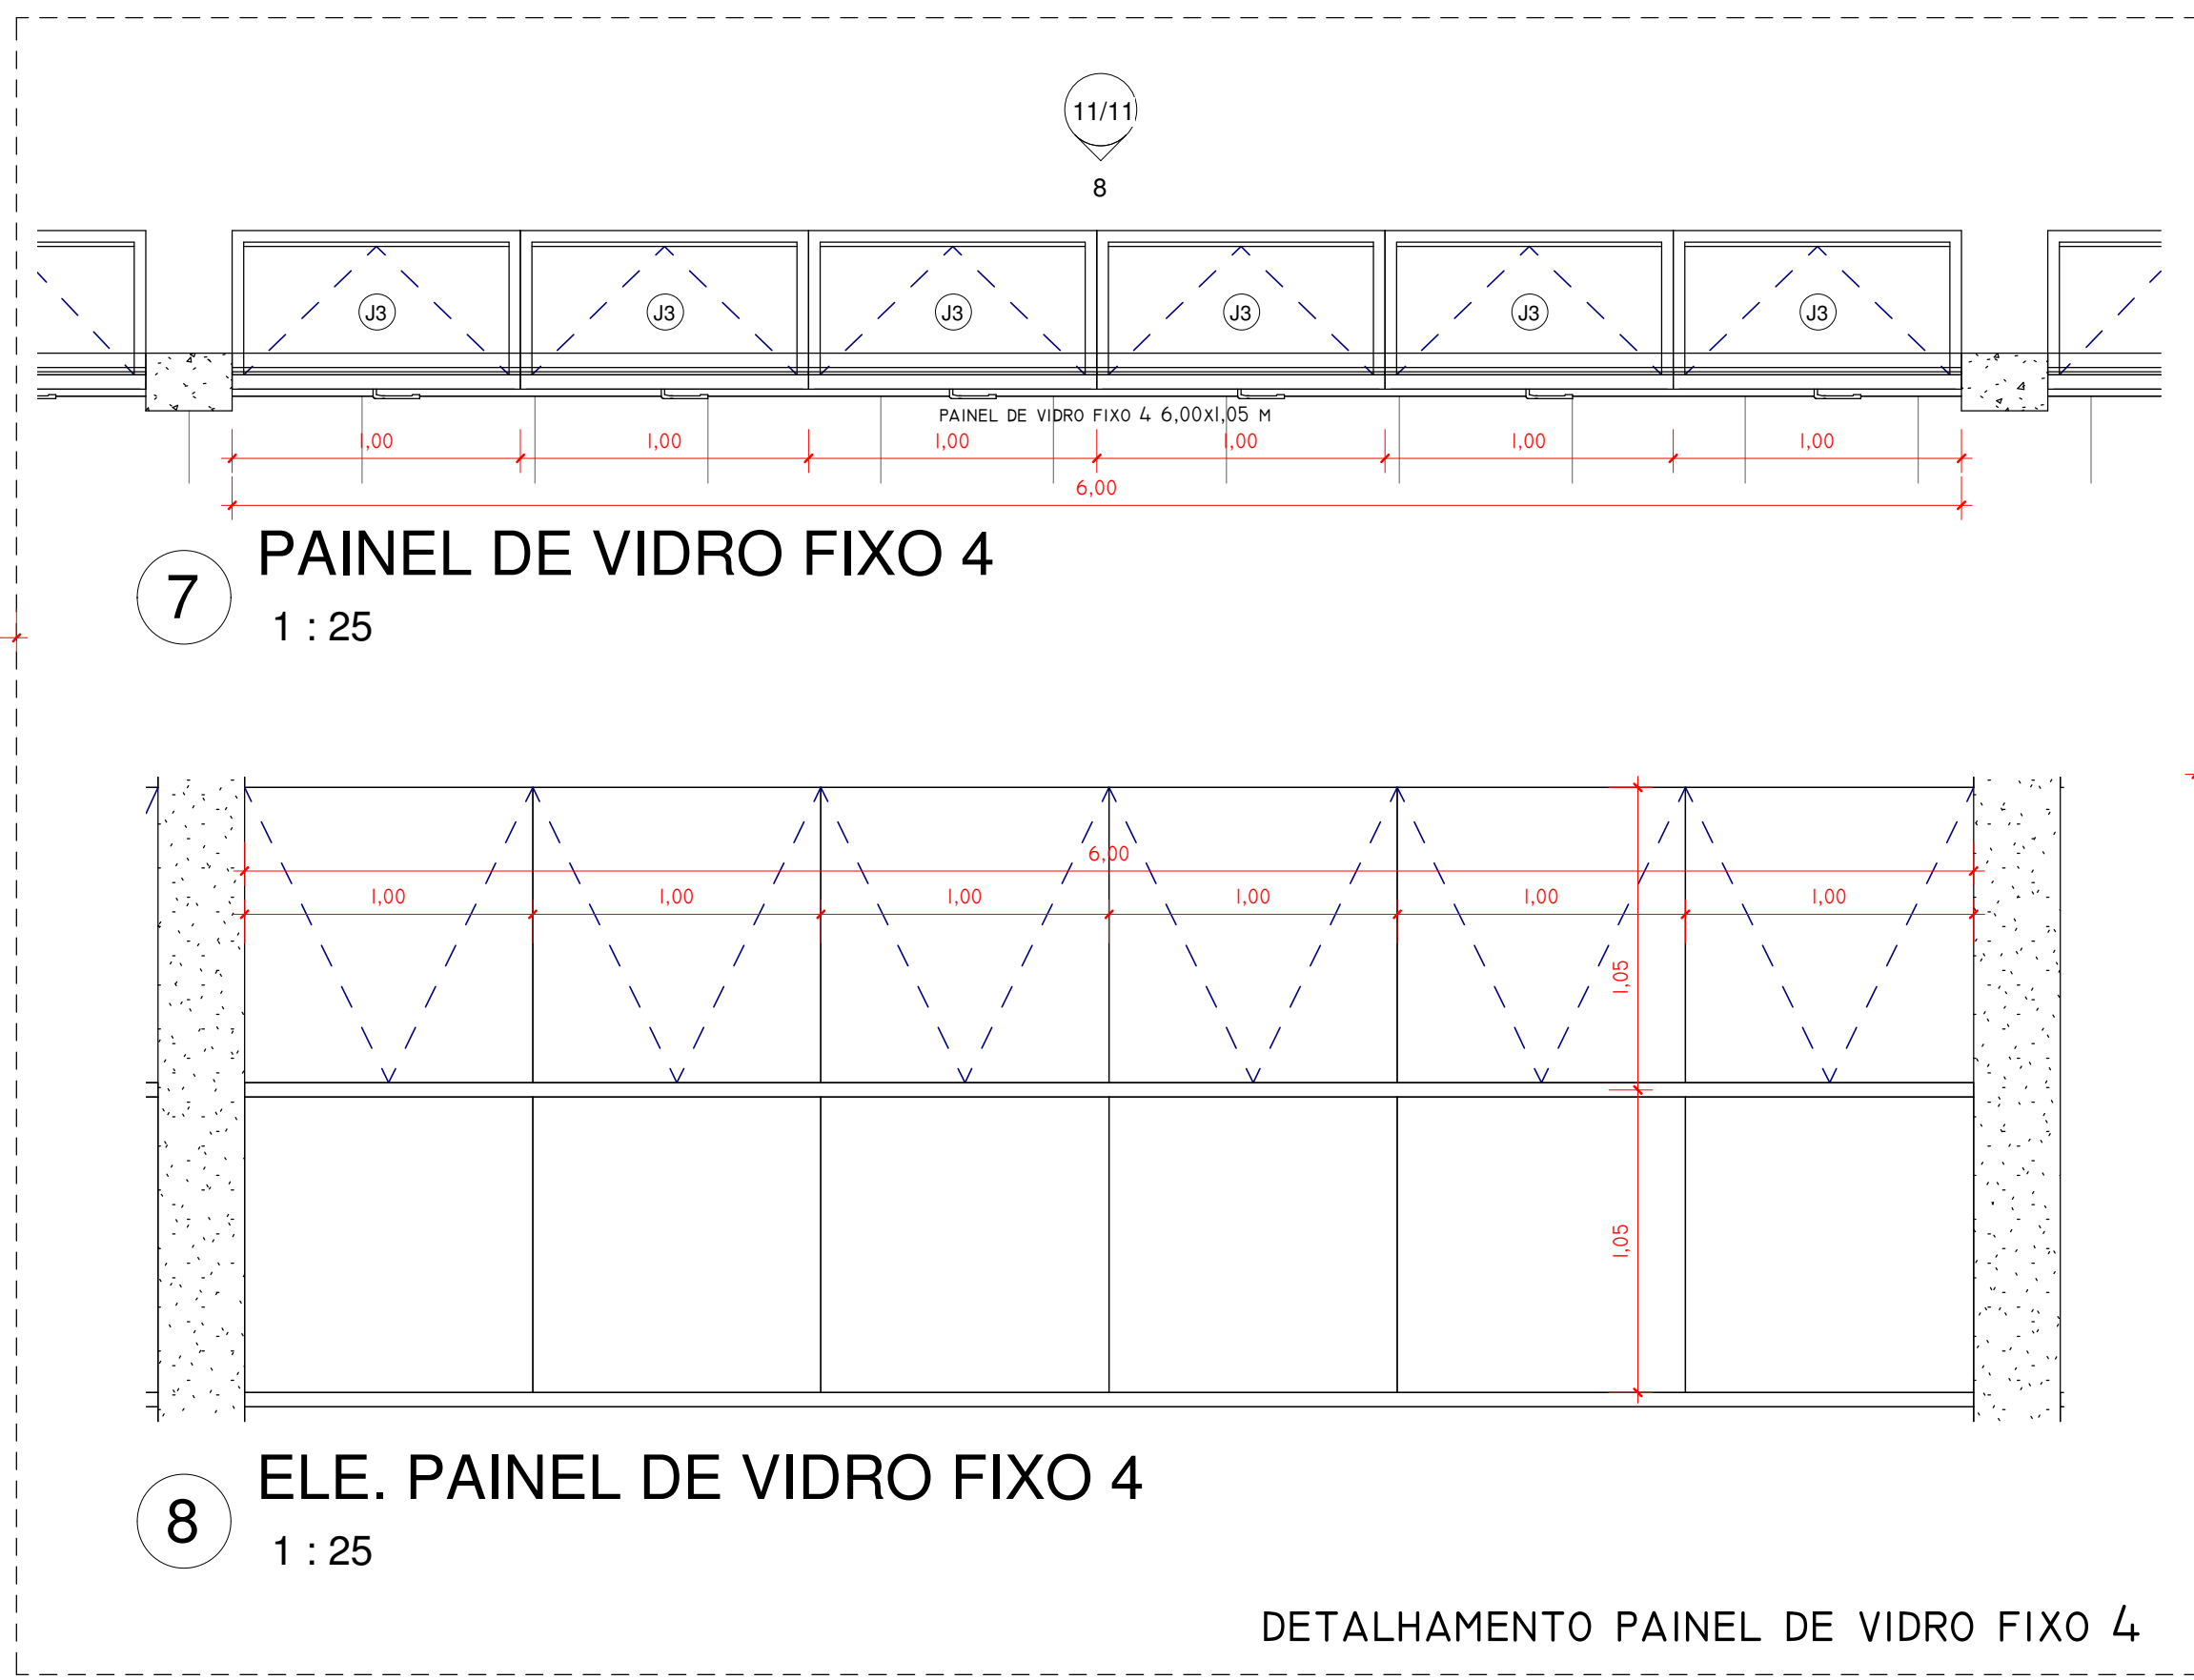 11/11
8
J3 J3 J3 J3 J3 J3
PAINEL DE VIDRO FIXO 4 6,00X1,05 M
1,00 1,00 1,00 1,00 1,00 1,00
6,00
7 PAINEL DE VIDRO FIXO 4
1 : 25
6,00
1,00 1,00 1,00 1,00 1,00 1,00
1,05
1,05
8 ELE. PAINEL DE VIDRO FIXO 4
1 : 25
DETALHAMENTO PAINEL DE VIDRO FIXO 4